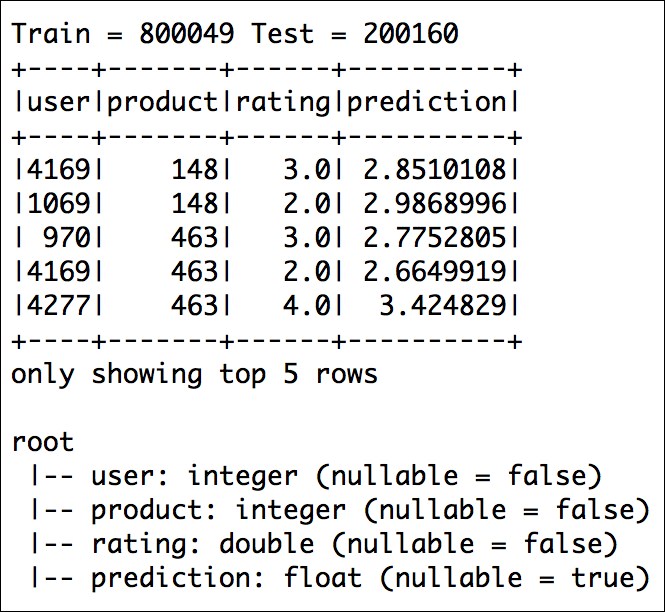 Train = 800049 Test = 200160
+----+-------+------+----------+
|user|product|rating|prediction|
+----+-------+------+----------+
|4169|    148|   3.0| 2.8510108|
|1069|    148|   2.0| 2.9868996|
| 970|    463|   3.0| 2.7752805|
|4169|    463|   2.0| 2.6649919|
|4277|    463|   4.0|  3.424829|
+----+-------+------+----------+
only showing top 5 rows

root
 |-- user: integer (nullable = false)
 |-- product: integer (nullable = false)
 |-- rating: double (nullable = false)
 |-- prediction: float (nullable = true)